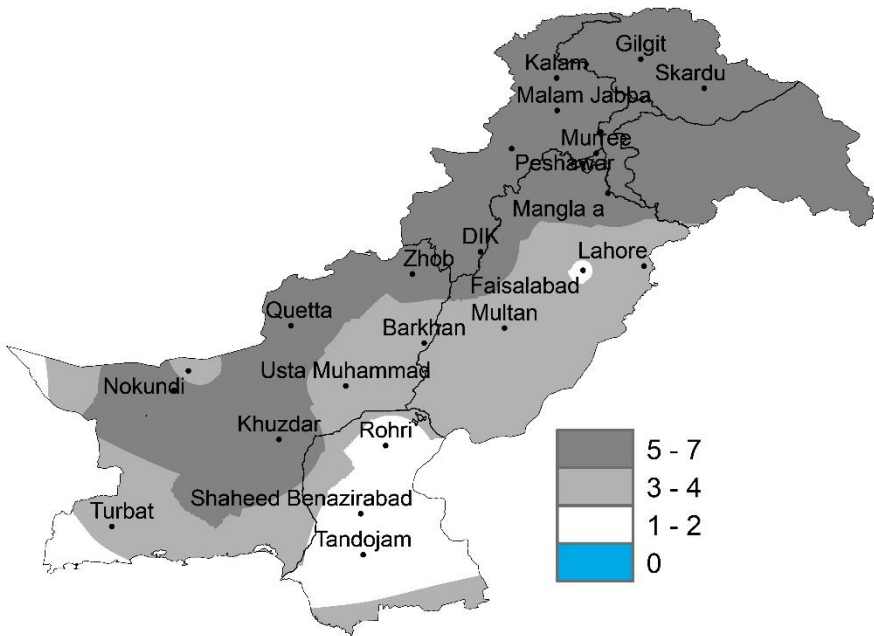 Gilgit
Kalam
Skardu
Malam Jabba
Murree
Peshawar
Mangla a
DIK
Lahore
Zhob
Faisalabad
Quetta
Multan
Barkhan
Usta Muhammad
Nokundi
Khuzdar
Rohri
5 - 7
3 - 4
Shaheed Benazirabad
Turbat
1 - 2
Tandojam
0